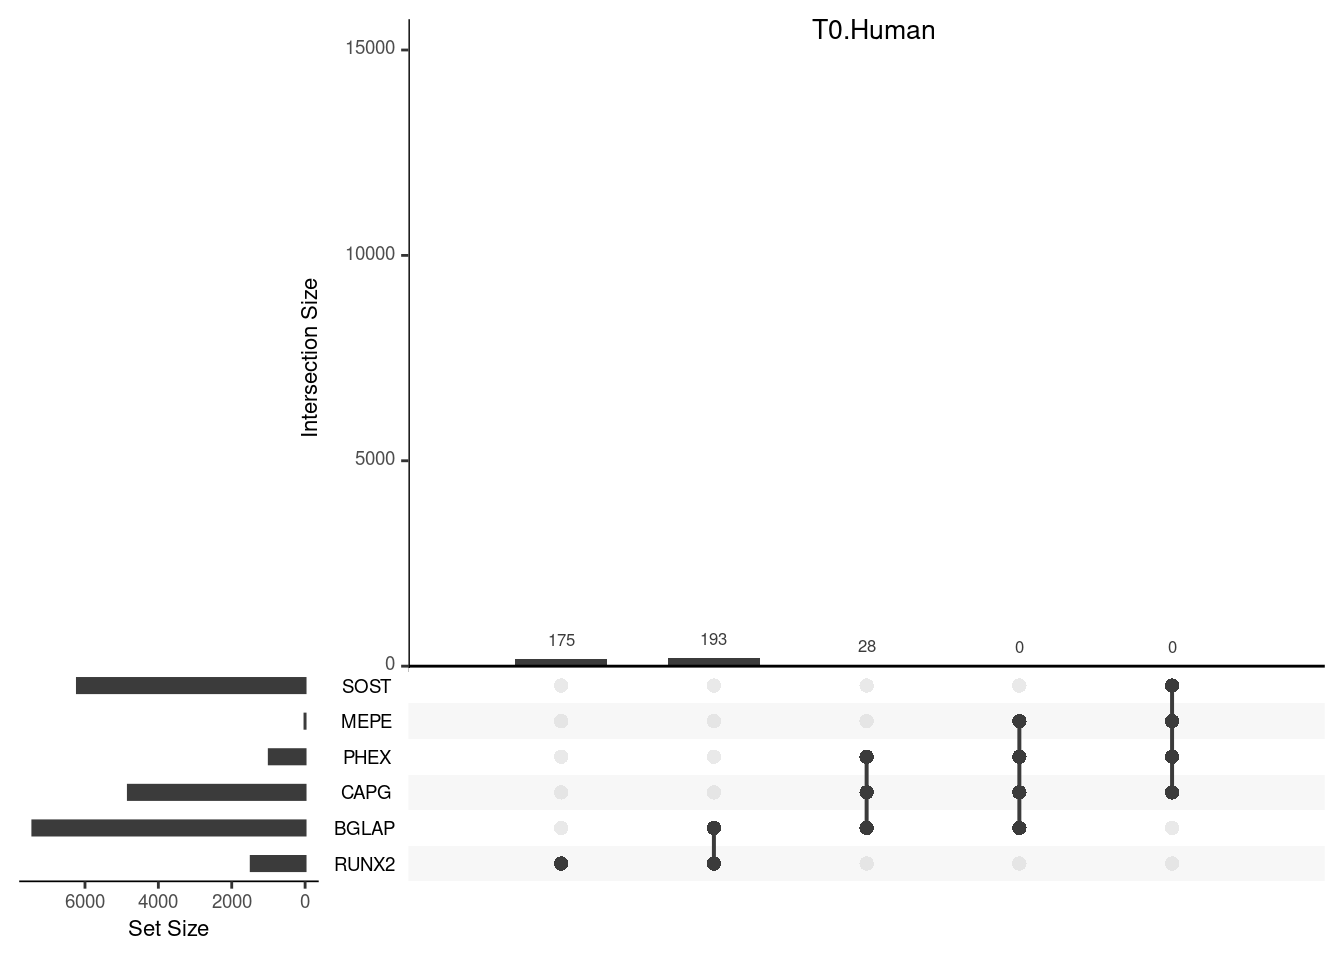 T0.Human
15000
10000
5000
0
Intersection Size
175 193 28 0 0
SOST
MEPE
PHEX
CAPG
BGLAP
RUNX2
6000 4000 2000 0
Set Size